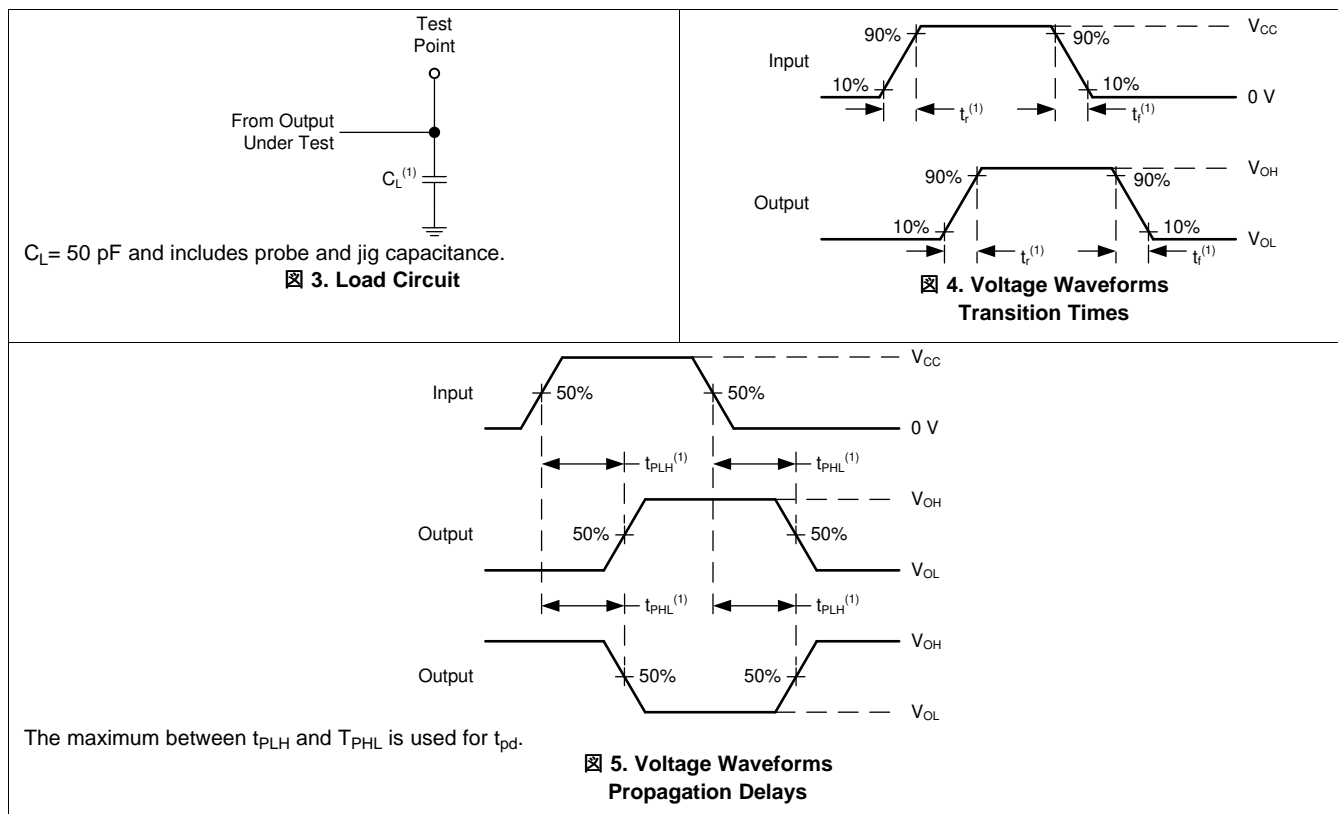 Test
Point
From Output
Under Test
C_L^(1)
C_L= 50 pF and includes probe and jig capacitance.
図 3. Load Circuit
V_CC
90%
90%
Input
10%
10%
0 V
t_r^(1)
t_f^(1)
V_OH
90%
90%
Output
10%
10%
V_OL
t_r^(1)
t_f^(1)
図 4. Voltage Waveforms
Transition Times
V_CC
Input
50%
50%
0 V
t_PLH^(1)
t_PHL^(1)
V_OH
Output
50%
50%
V_OL
t_PHL^(1)
t_PLH^(1)
V_OH
Output
50%
50%
V_OL
The maximum between t_PLH and T_PHL is used for t_pd.
図 5. Voltage Waveforms
Propagation Delays